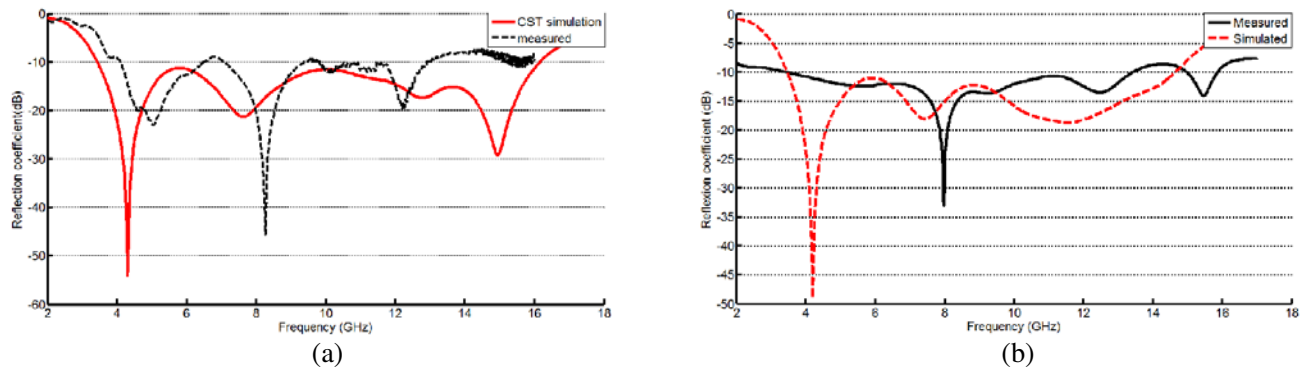 CST simulation
measured
0
-10
-20
-30
-40
-50
-60
Reflection coefficient(dB)
2 4 6 8 10 12 14 16 18
Frequency (GHz)
(a)
Measured
Simulated
0
-5
-10
-15
-20
-25
-30
-35
-40
-45
-50
Reflexion coefficient (dB)
2 4 6 8 10 12 14 16 18
Frequency (GHz)
(b)